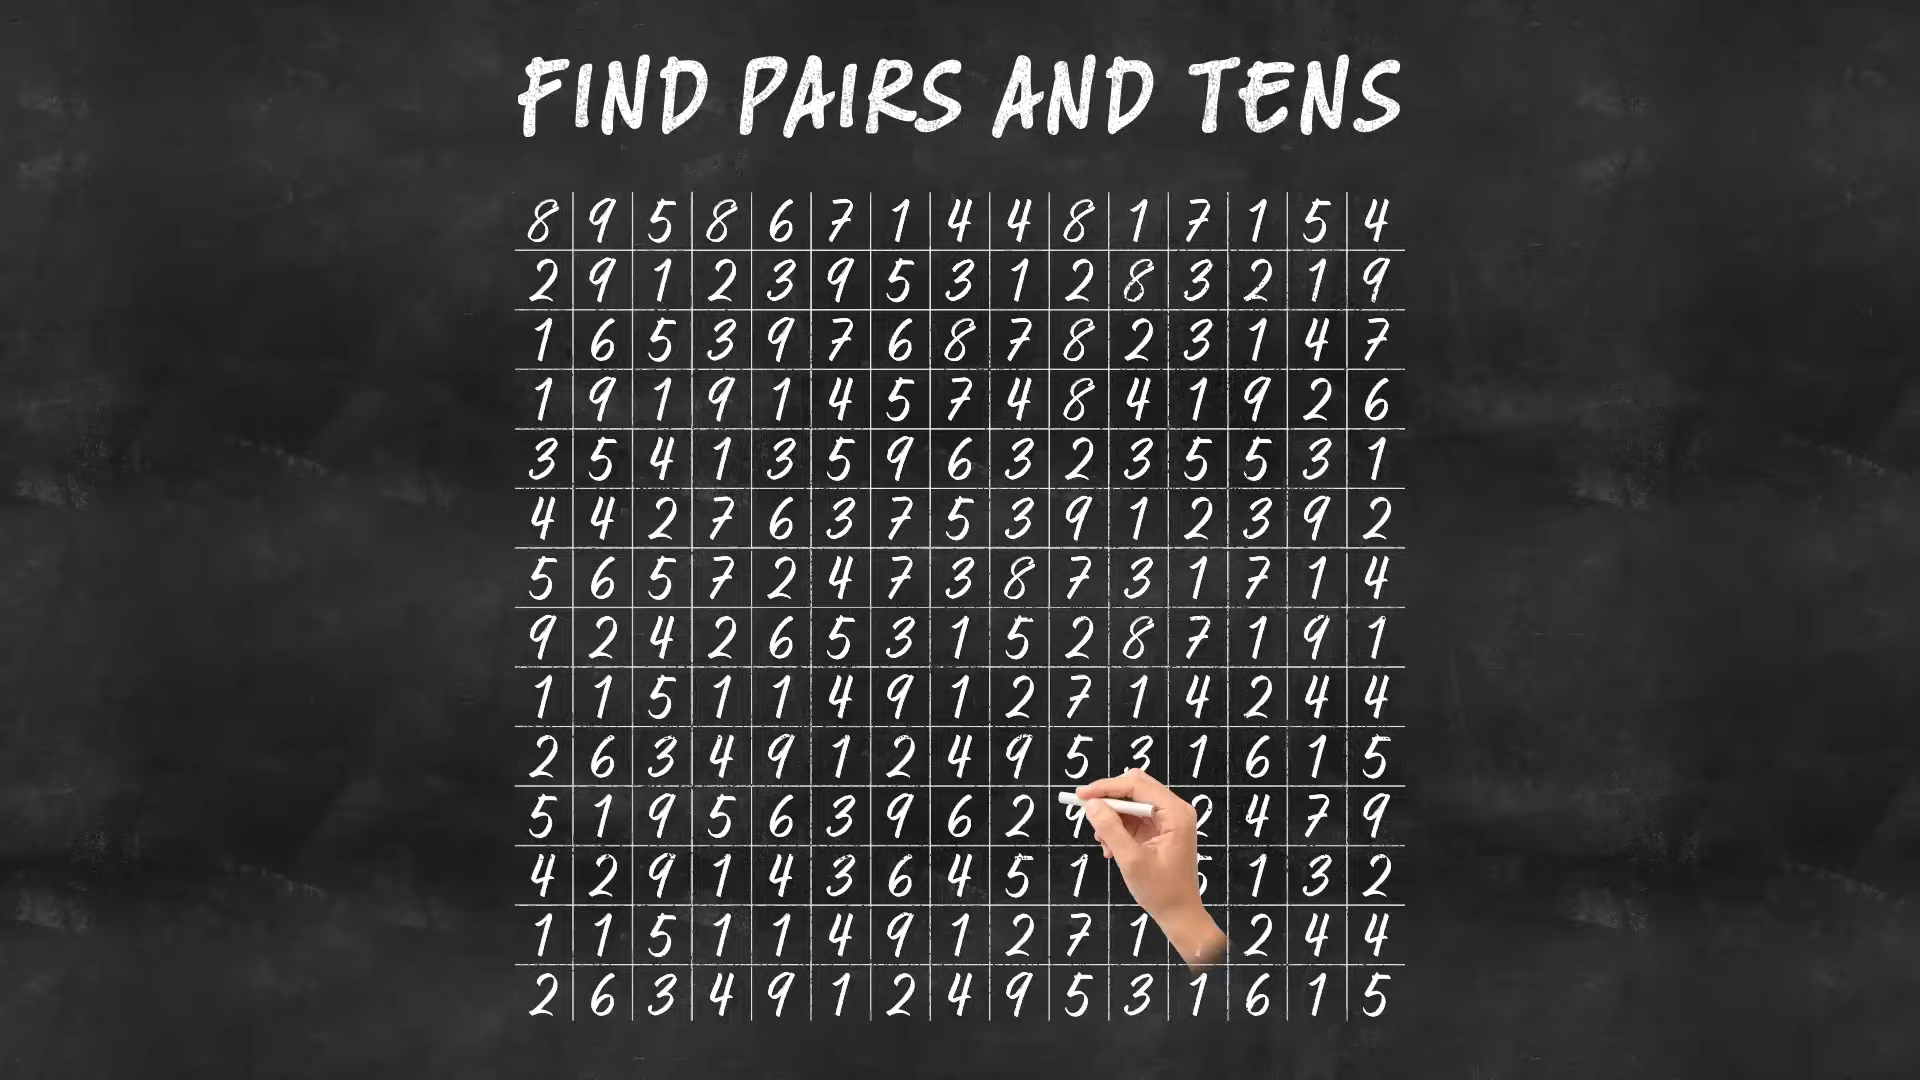 FIND PAIRS AND TENS
8 9 5 8 6 7 1 4 4 8 1 7 1 5 4
2 9 1 2 3 9 5 3 1 2 8 3 2 1 9
1 6 5 3 9 7 6 8 7 8 2 3 1 4 7
1 9 1 9 1 4 5 7 4 8 4 1 9 2 6
3 5 4 1 3 5 9 6 3 2 3 5 5 3 1
4 4 2 7 6 3 7 5 3 9 1 2 3 9 2
5 6 5 7 2 4 7 3 8 7 3 1 7 1 4
9 2 4 2 6 5 3 1 5 2 8 7 1 9 1
1 1 5 1 1 4 9 1 2 7 1 4 2 4 4
2 6 3 4 9 1 2 4 9 5 3 1 6 1 5
5 1 9 5 6 3 9 6 2 9 2 4 7 9
4 2 9 1 4 3 6 4 5 1 5 1 3 2
1 1 5 1 1 4 9 1 2 7 1 2 4 4
2 6 3 4 9 1 2 4 9 5 3 1 6 1 5